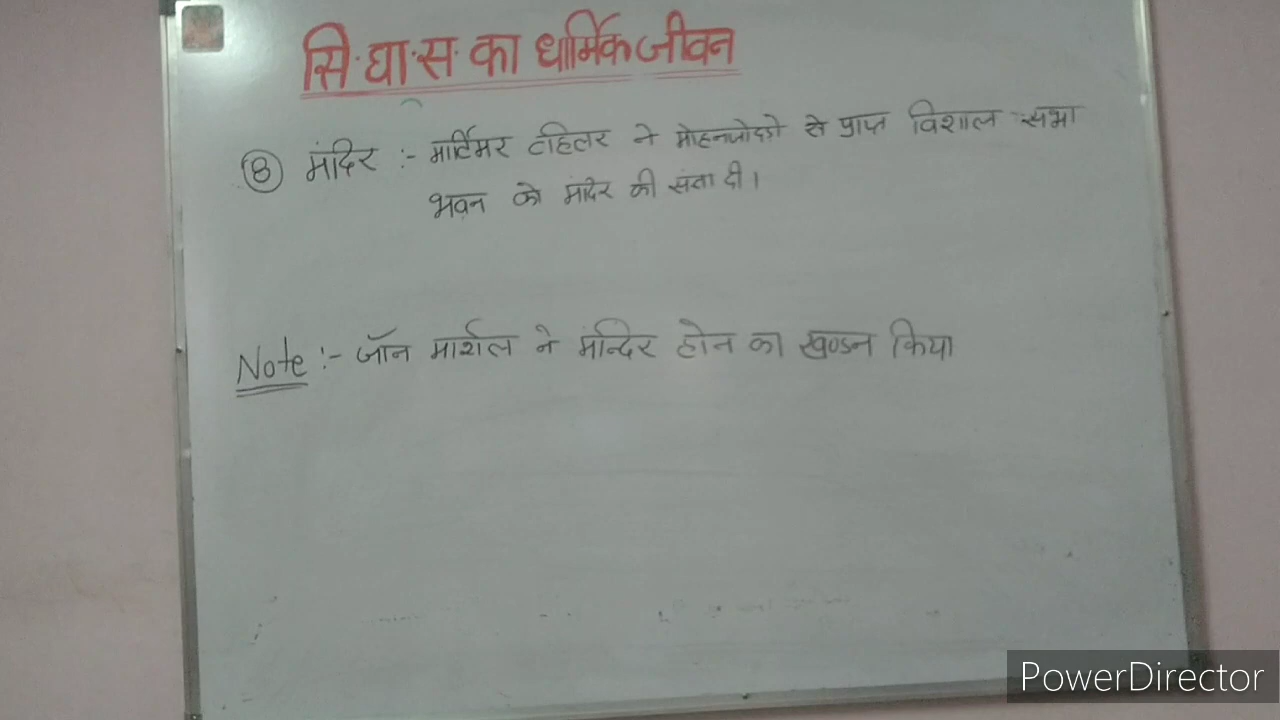 सि.घा.स. का धार्मिक जीवन
⑧ मंदिर :- मार्टिमर व्हिलर ने मोहनजोदड़ो से प्राप्त विशाल सभा
भवन को मंदिर की संज्ञा दी।
Note :- जॉन मार्शल ने मन्दिर होन का खण्डन किया
PowerDirector